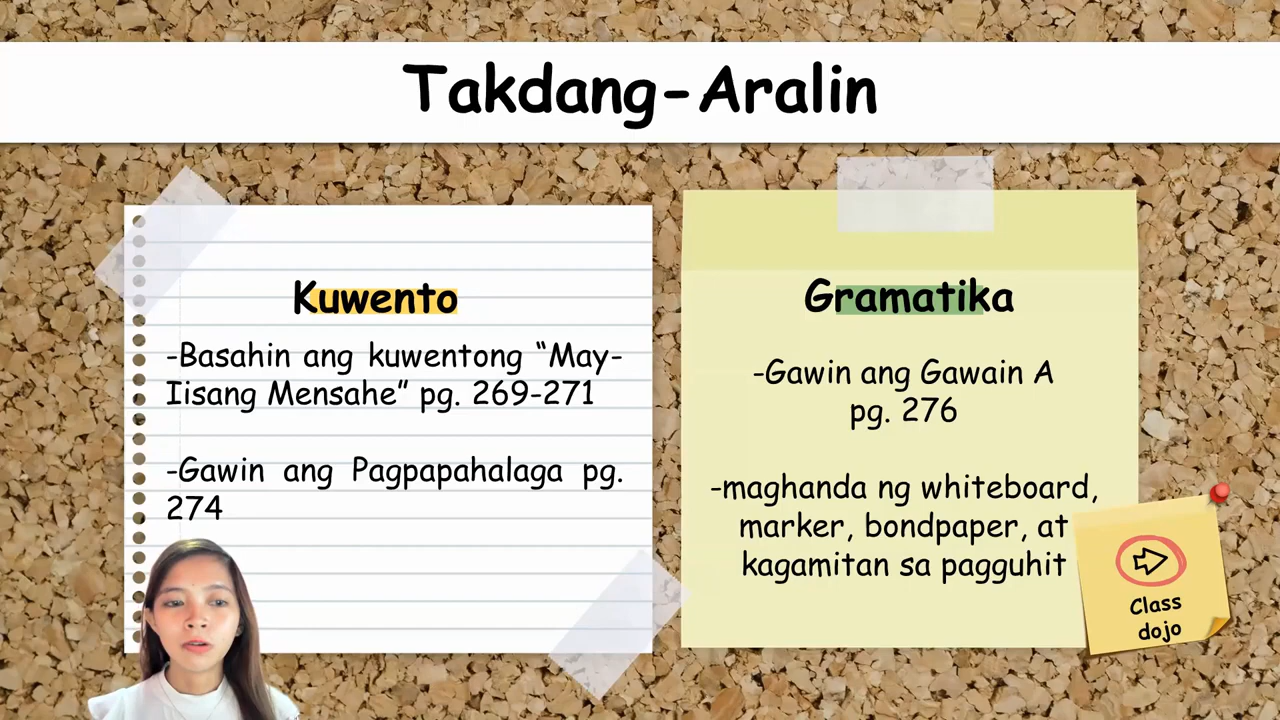 Takdang-Aralin
Kuwento
-Basahin ang kuwentong “May-
Iisang Mensahe” pg. 269-271
-Gawin ang Pagpapahalaga pg.
274
Gramatika
-Gawin ang Gawain A
pg. 276
-maghanda ng whiteboard,
marker, bondpaper, at
kagamitan sa pagguhit
Class
dojo